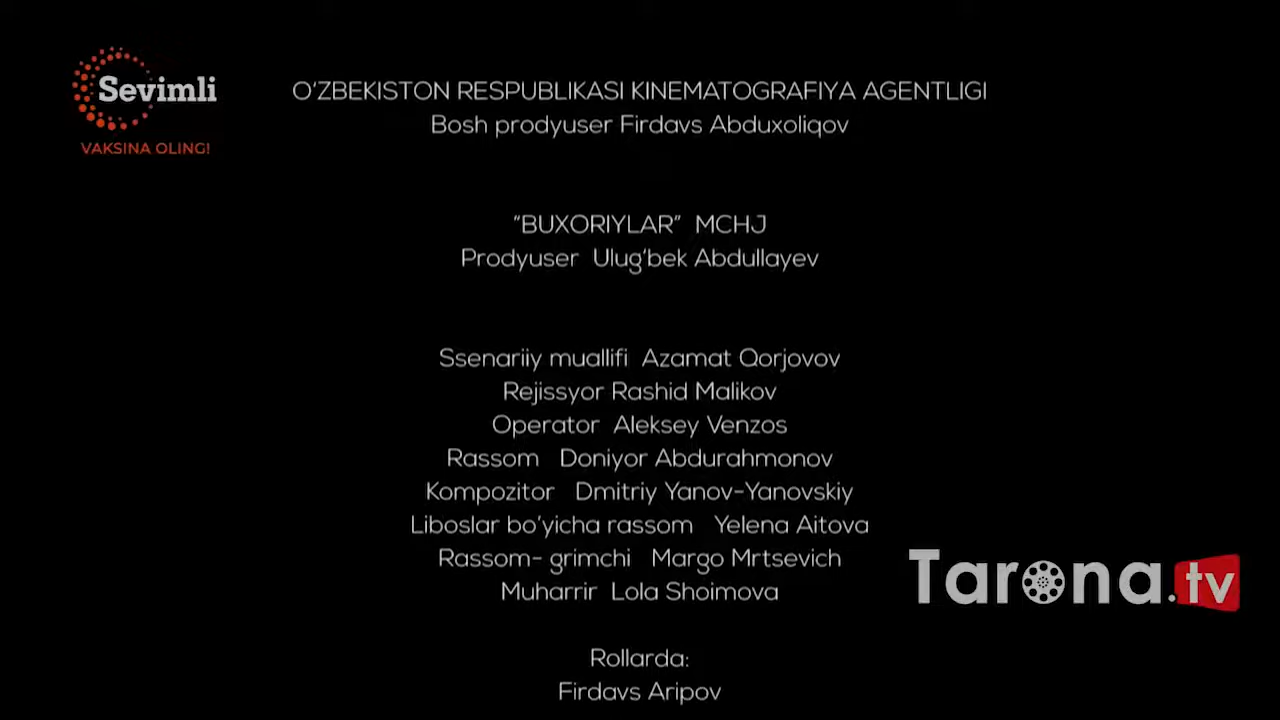 Sevimli
VAKSINA OLING!
O‘ZBEKISTON RESPUBLIKASI KINEMATOGRAFIYA AGENTLIGI
Bosh prodyuser Firdavs Abduxoliqov
“BUXORIYLAR” MCHJ
Prodyuser Ulug‘bek Abdullayev
Ssenariiy muallifi Azamat Qorjovov
Rejissyor Rashid Malikov
Operator Aleksey Venzos
Rassom Doniyor Abdurahmonov
Kompozitor Dmitriy Yanov-Yanovskiy
Liboslar bo‘yicha rassom Yelena Aitova
Rassom- grimchi Margo Mrtsevich
Muharrir Lola Shoimova
Tarona.tv
Rollarda:
Firdavs Aripov